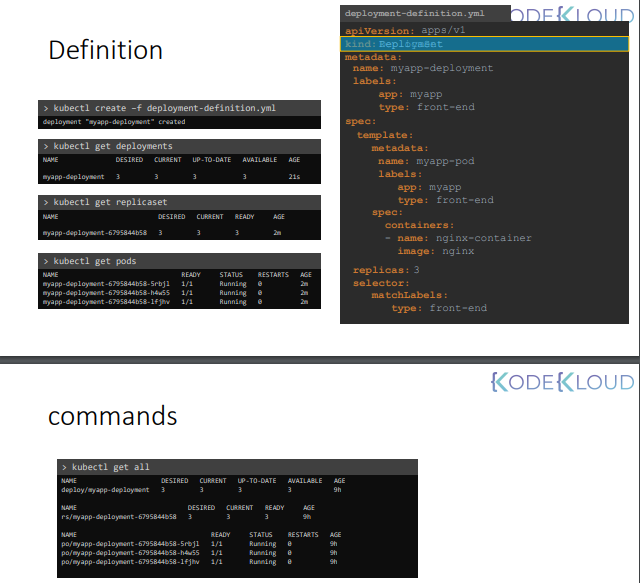 Definition
> kubectl create -f deployment-definition.yml
deployment "myapp-deployment" created
> kubectl get deployments
NAME DESIRED CURRENT UP-TO-DATE AVAILABLE AGE
myapp-deployment 3 3 3 3 21s
> kubectl get replicaset
NAME DESIRED CURRENT READY AGE
myapp-deployment-6795844b58 3 3 3 2m
> kubectl get pods
NAME READY STATUS RESTARTS AGE
myapp-deployment-6795844b58-5rbjl 1/1 Running 0 2m
myapp-deployment-6795844b58-h4w55 1/1 Running 0 2m
myapp-deployment-6795844b58-lfjhv 1/1 Running 0 2m
KODEKLOUD
deployment-definition.yml
apiVersion: apps/v1
kind:
metadata:
name: myapp-deployment
labels:
app: myapp
type: front-end
spec:
template:
metadata:
name: myapp-pod
labels:
app: myapp
type: front-end
spec:
containers:
- name: nginx-container
image: nginx
replicas: 3
selector:
matchLabels:
type: front-end
KODEKLOUD
commands
> kubectl get all
NAME DESIRED CURRENT UP-TO-DATE AVAILABLE AGE
deploy/myapp-deployment 3 3 3 3 9h
NAME DESIRED CURRENT READY AGE
rs/myapp-deployment-6795844b58 3 3 3 9h
NAME READY STATUS RESTARTS AGE
po/myapp-deployment-6795844b58-5rbjl 1/1 Running 0 9h
po/myapp-deployment-6795844b58-h4w55 1/1 Running 0 9h
po/myapp-deployment-6795844b58-lfjhv 1/1 Running 0 9h